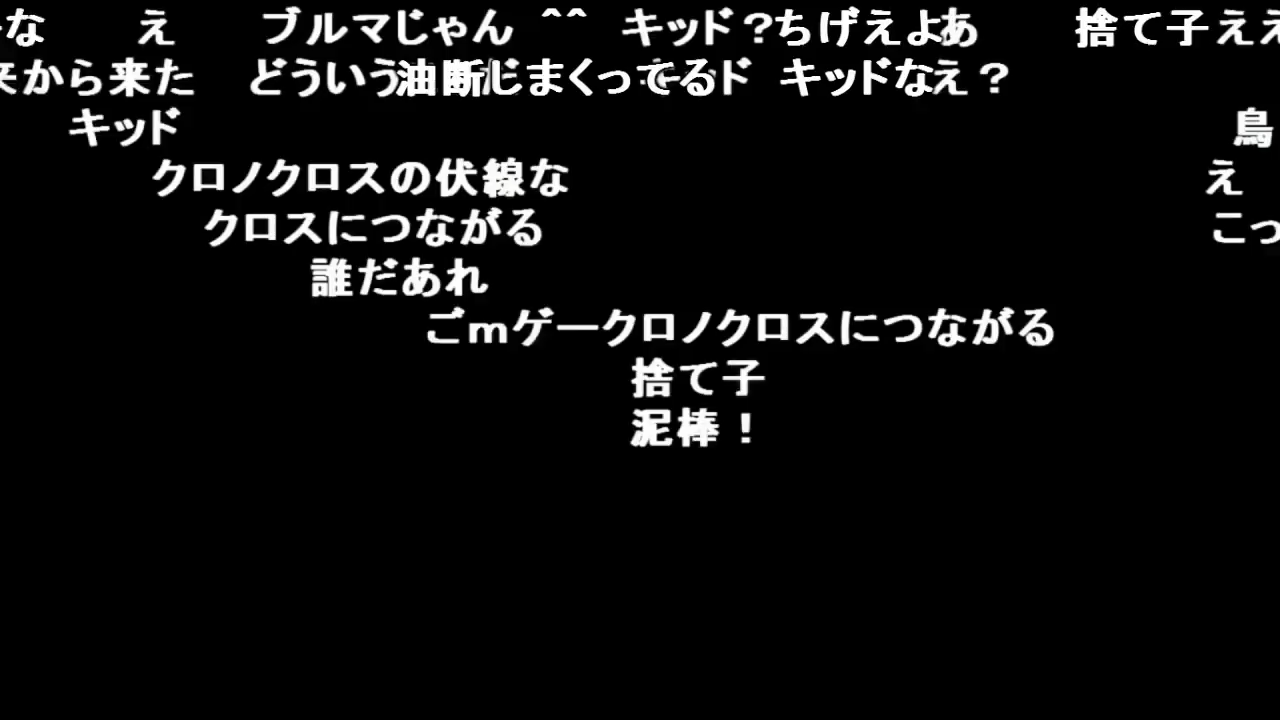 な え ブルマじゃん ^^ キッド？ちげえよ あ 捨て子 ええ
来から来た どういう 油断しまくってる ド キッドなえ？
キッド 鳥
クロノクロスの伏線な え
クロスにつながる こっ
誰だあれ
ごmゲークロノクロスにつながる
捨て子
泥棒！